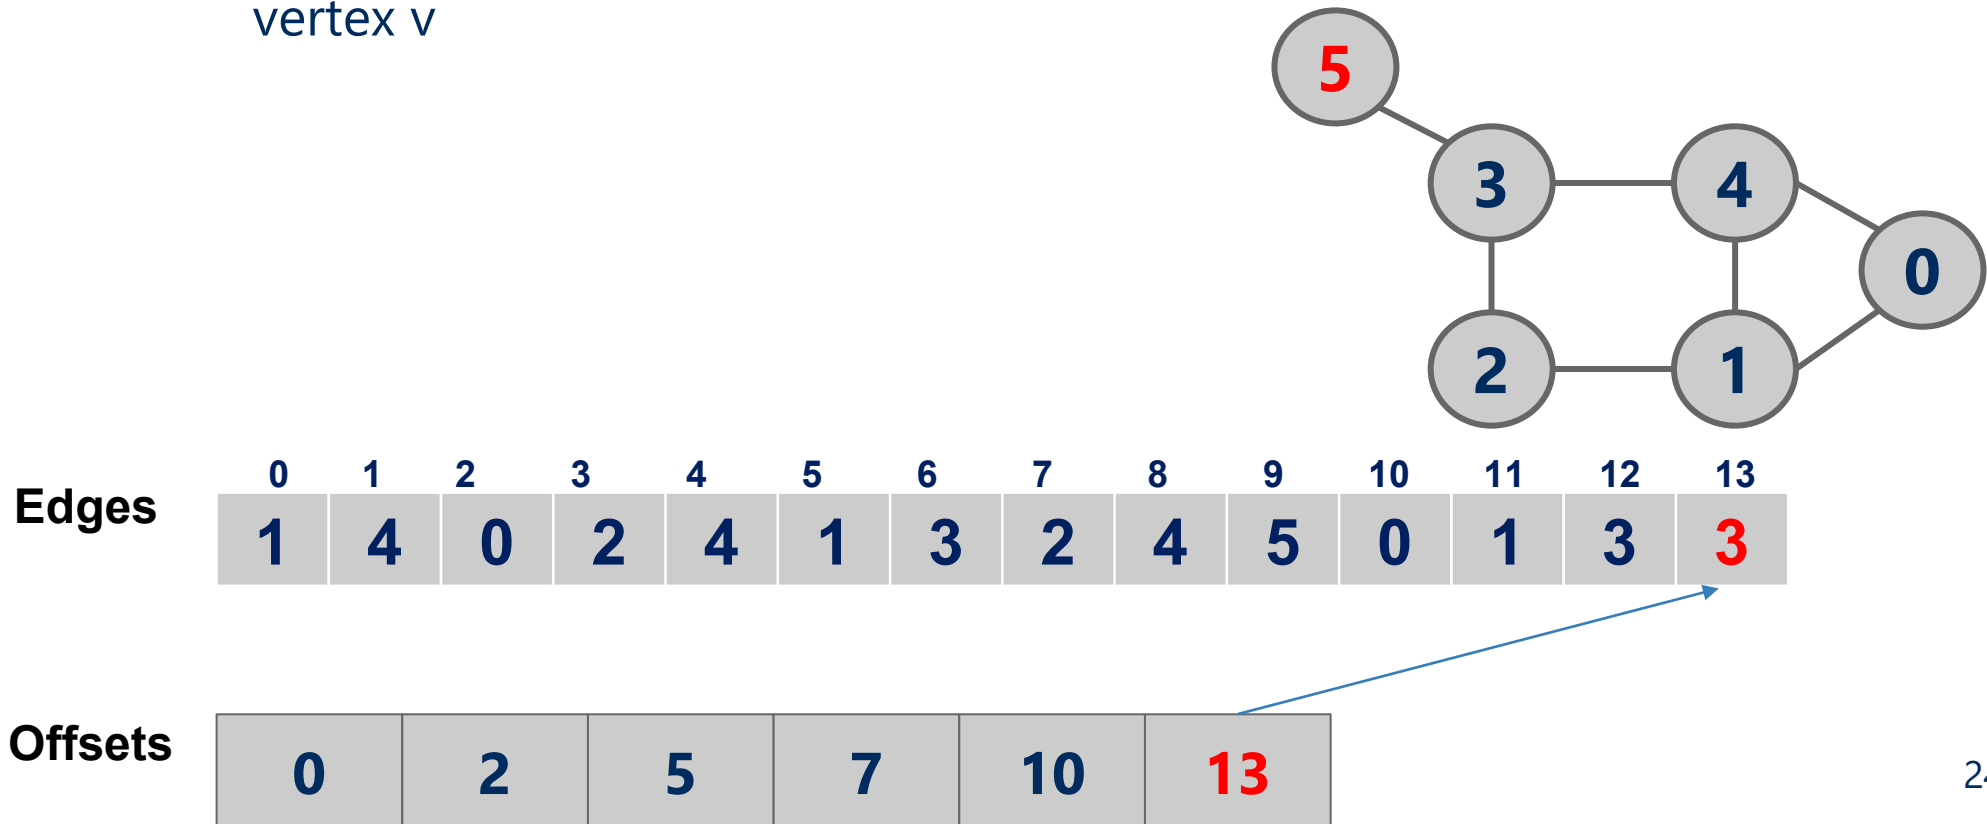 vertex v
5
3 4
0
2 1
0 1 2 3 4 5 6 7 8 9 10 11 12 13
Edges 1 4 0 2 4 1 3 2 4 5 0 1 3 3
Offsets 0 2 5 7 10 13